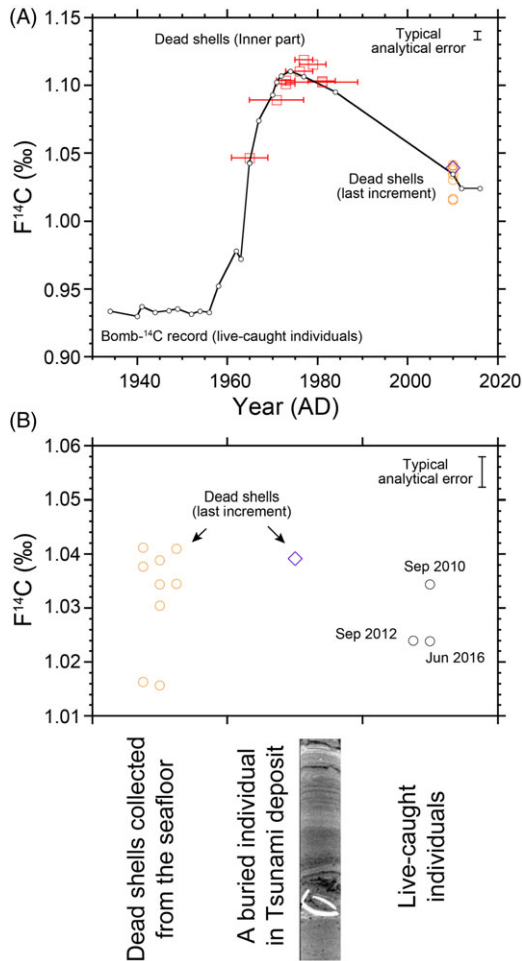 (A)
Dead shells (Inner part)
Typical
analytical error
1.15
1.10
1.05
1.00
0.95
0.90
F¹⁴C (‰)
Dead shells
(last increment)
Bomb-¹⁴C record (live-caught individuals)
1940 1960 1980 2000 2020
Year (AD)
(B)
1.06
1.05
1.04
1.03
1.02
1.01
F¹⁴C (‰)
Typical
analytical error
Dead shells
(last increment)
Sep 2010
Sep 2012
Jun 2016
Dead shells collected
from the seafloor
A buried individual
in Tsunami deposit
Live-caught
individuals